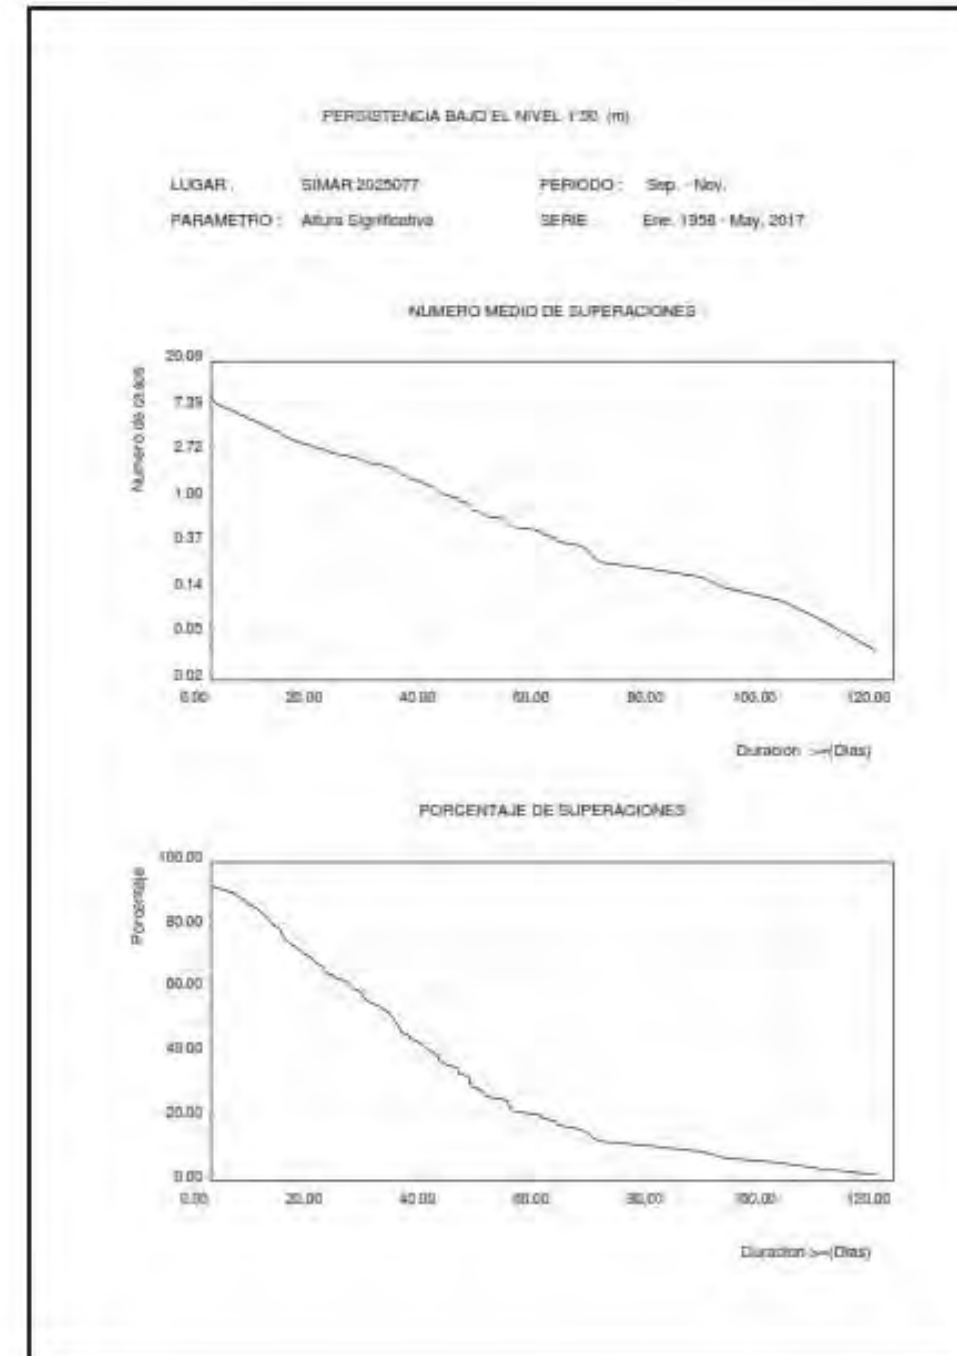 PERSISTENCIA BAJO EL NIVEL 1.50 (m)
LUGAR : SIMAR 2025077 PERIODO : Sep. - Nov.
PARAMETRO : Altura Significativa SERIE Ene. 1958 - May. 2017
NUMERO MEDIO DE SUPERACIONES
Numero de casos
20.09
7.39
2.72
1.00
0.37
0.14
0.05
0.02
0.00 20.00 40.00 60.00 80.00 100.00 120.00
Duracion >=(Dias)
PORCENTAJE DE SUPERACIONES
Porcentaje
100.00
80.00
60.00
40.00
20.00
0.00
0.00 20.00 40.00 60.00 80.00 100.00 120.00
Duracion >=(Dias)